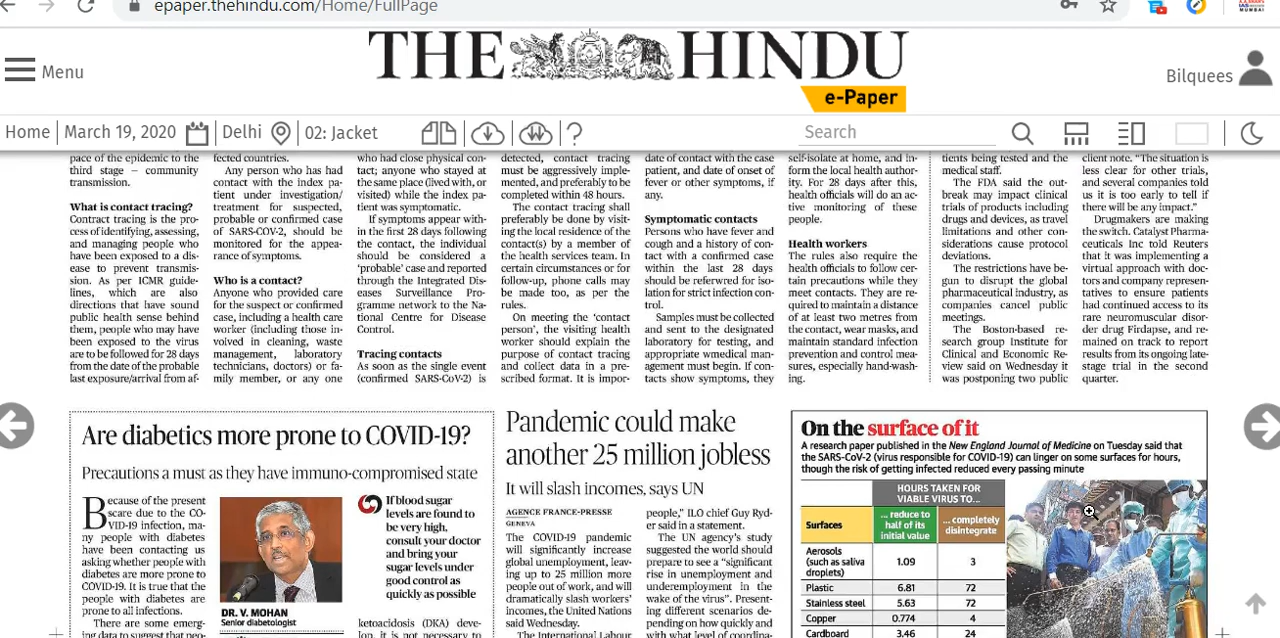 epaper.thehindu.com/Home/FullPage
Menu
THE HINDU
e-Paper
Bilquees
Home
March 19, 2020
Delhi
02: Jacket
?
Search
pace of the epidemic to the
third stage – community
transmission.
What is contact tracing?
Contract tracing is the pro-
cess of identifying, assessing,
and managing people who
have been exposed to a dis-
ease to prevent transmis-
sion. As per ICMR guide-
lines, which are also
directions that have sound
public health sense behind
them, people who may have
been exposed to the virus
are to be followed for 28 days
from the date of the probable
last exposure/arrival from af-
fected countries.
Any person who has had
contact with the index pa-
tient under investigation/
treatment for suspected,
probable or confirmed case
of SARS-COV-2, should be
monitored for the appea-
rance of symptoms.
Who is a contact?
Anyone who provided care
for the suspect or confirmed
case, including a health care
worker (including those in-
volved in cleaning, waste
management, laboratory
technicians, doctors) or fa-
mily member, or any one
who had close physical con-
tact; anyone who stayed at
the same place (lived with, or
visited) while the index pa-
tient was symptomatic.
If symptoms appear with-
in the first 28 days following
the contact, the individual
should be considered a
‘probable’ case and reported
through the Integrated Dis-
eases Surveillance Pro-
gramme network to the Na-
tional Centre for Disease
Control.
Tracing contacts
As soon as the single event
(confirmed SARS-CoV-2) is
detected, contact tracing
must be aggressively imple-
mented, and preferably to be
completed within 48 hours.
The contact tracing shall
preferably be done by visit-
ing the local residence of the
contact(s) by a member of
the health services team. In
certain circumstances or for
follow-up, phone calls may
be made too, as per the
rules.
On meeting the ‘contact
person’, the visiting health
worker should explain the
purpose of contact tracing
and collect data in a pre-
scribed format. It is impor-
date of contact with the case
patient, and date of onset of
fever or other symptoms, if
any.
Symptomatic contacts
Persons who have fever and
cough and a history of con-
tact with a confirmed case
within the last 28 days
should be referwred for iso-
lation for strict infection con-
trol.
Samples must be collected
and sent to the designated
laboratory for testing, and
appropriate wmedical man-
agement must begin. If con-
tacts show symptoms, they
self-isolate at home, and in-
form the local health author-
ity. For 28 days after this,
health officials will do an ac-
tive monitoring of these
people.
Health workers
The rules also require the
health officials to follow cer-
tain precautions while they
meet contacts. They are re-
quired to maintain a distance
of at least two metres from
the contact, wear masks, and
maintain standard infection
prevention and control mea-
sures, especially hand-wash-
ing.
tients being tested and the
medical staff.
The FDA said the out-
break may impact clinical
trials of products including
drugs and devices, as travel
limitations and other con-
siderations cause protocol
deviations.
The restrictions have be-
gun to disrupt the global
pharmaceutical industry, as
companies cancel public
meetings.
The Boston-based re-
search group Institute for
Clinical and Economic Re-
view said on Wednesday it
was postponing two public
client note. “The situation is
less clear for other trials,
and several companies told
us it is too early to tell if
there will be any impact.”
Drugmakers are making
the switch. Catalyst Pharma-
ceuticals Inc told Reuters
that it was implementing a
virtual approach with doc-
tors and company represen-
tatives to ensure patients
had continued access to its
rare neuromuscular disor-
der drug Firdapse, and re-
mained on track to report
results from its ongoing late-
stage trial in the second
quarter.
Are diabetics more prone to COVID-19?
Precautions a must as they have immuno-compromised state
Because of the present
scare due to the CO-
VID-19 infection, ma-
ny people with diabetes
have been contacting us
asking whether people with
diabetes are more prone to
COVID-19. It is true that the
people with diabetes are
prone to all infections.
There are some emerg-
ing data to suggest that peo-
DR. V. MOHAN
Senior diabetologist
If blood sugar
levels are found to
be very high,
consult your doctor
and bring your
sugar levels under
good control as
quickly as possible
ketoacidosis (DKA) deve-
lop, it is not necessary to
Pandemic could make
another 25 million jobless
It will slash incomes, says UN
AGENCE FRANCE-PRESSE
GENEVA
The COVID-19 pandemic
will significantly increase
global unemployment, leav-
ing up to 25 million more
people out of work, and will
dramatically slash workers’
incomes, the United Nations
said Wednesday.
The International Labour
people,” ILO chief Guy Ryd-
er said in a statement.
The UN agency’s study
suggested the world should
prepare to see a “significant
rise in unemployment and
underemployment in the
wake of the virus”. Present-
ing different scenarios de-
pending on how quickly and
with what level of coordina-
On the surface of it
A research paper published in the New England Journal of Medicine on Tuesday said that
the SARS-CoV-2 (virus responsible for COVID-19) can linger on some surfaces for hours,
though the risk of getting infected reduced every passing minute
HOURS TAKEN FOR
VIABLE VIRUS TO...
Surfaces
... reduce to
half of its
initial value
...completely
disintegrate
Aerosols
(such as saliva
droplets)
1.09
3
Plastic
6.81
72
Stainless steel
5.63
72
Copper
0.774
4
Cardboard
3.46
24